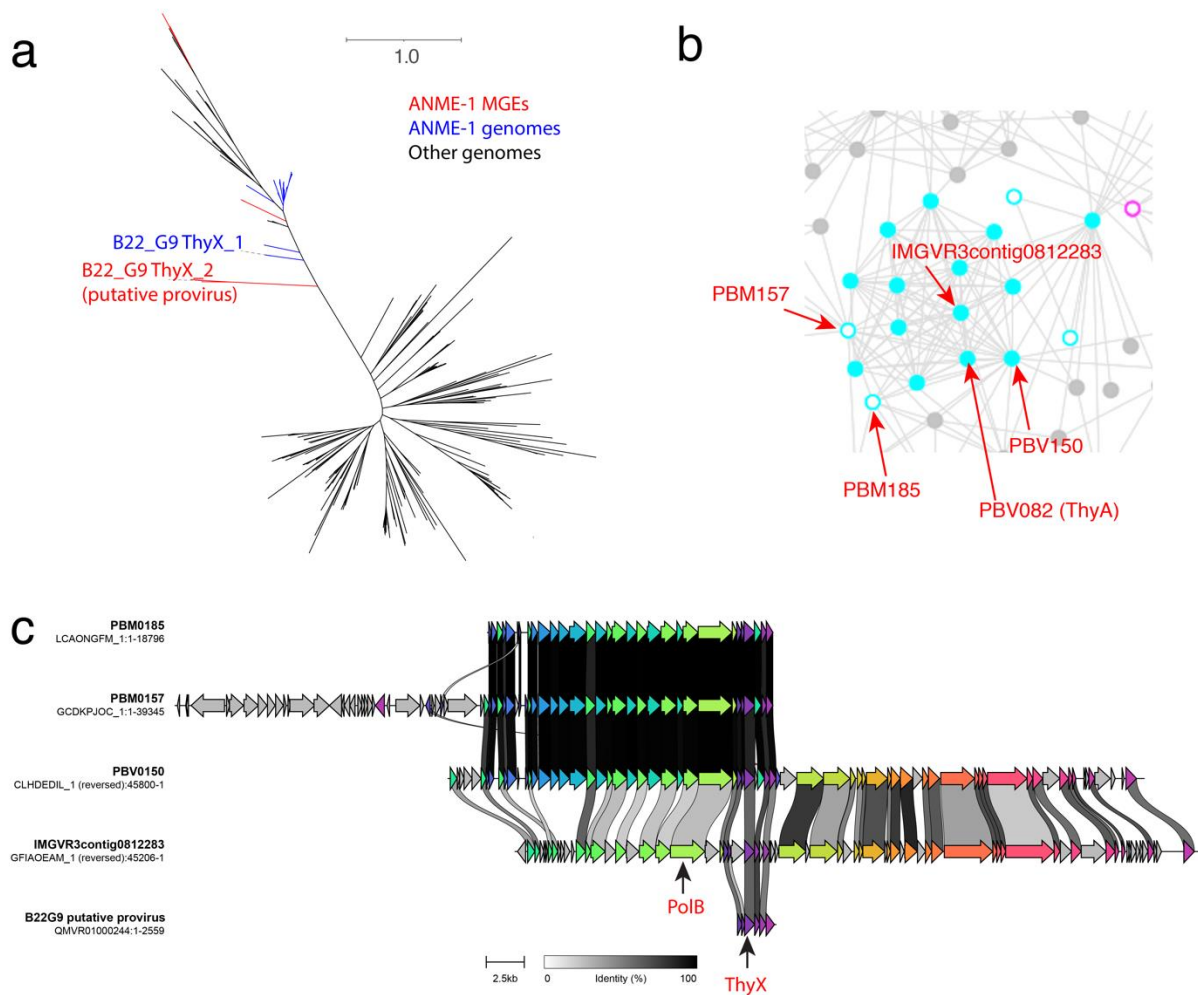 a
1.0
ANME-1 MGEs
ANME-1 genomes
Other genomes
B22_G9 ThyX_1
B22_G9 ThyX_2
(putative provirus)
b
IMGVR3contig0812283
PBM157
PBV150
PBM185
PBV082 (ThyA)
c
PBM0185
LCAONGFM_1:1-18796
PBM0157
GCDKPJOC_1:1-39345
PBV0150
CLHDEDIL_1 (reversed):45800-1
IMGVR3contig0812283
GFIAOEAM_1 (reversed):45206-1
PolB
B22G9 putative provirus
QMVR01000244:1-2559
ThyX
2.5kb
0 Identity (%) 100